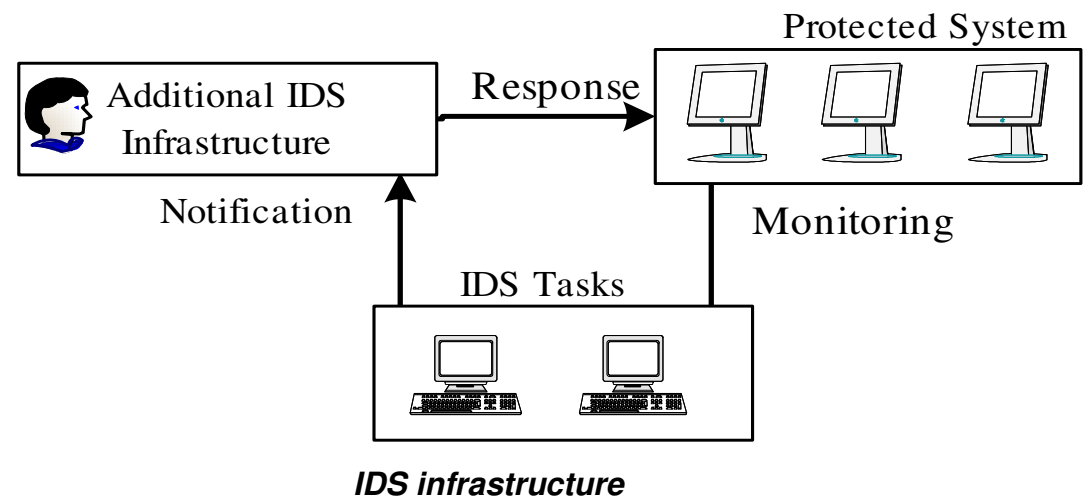 Protected System
Additional IDS
Infrastructure
Response
Notification
Monitoring
IDS Tasks
IDS infrastructure